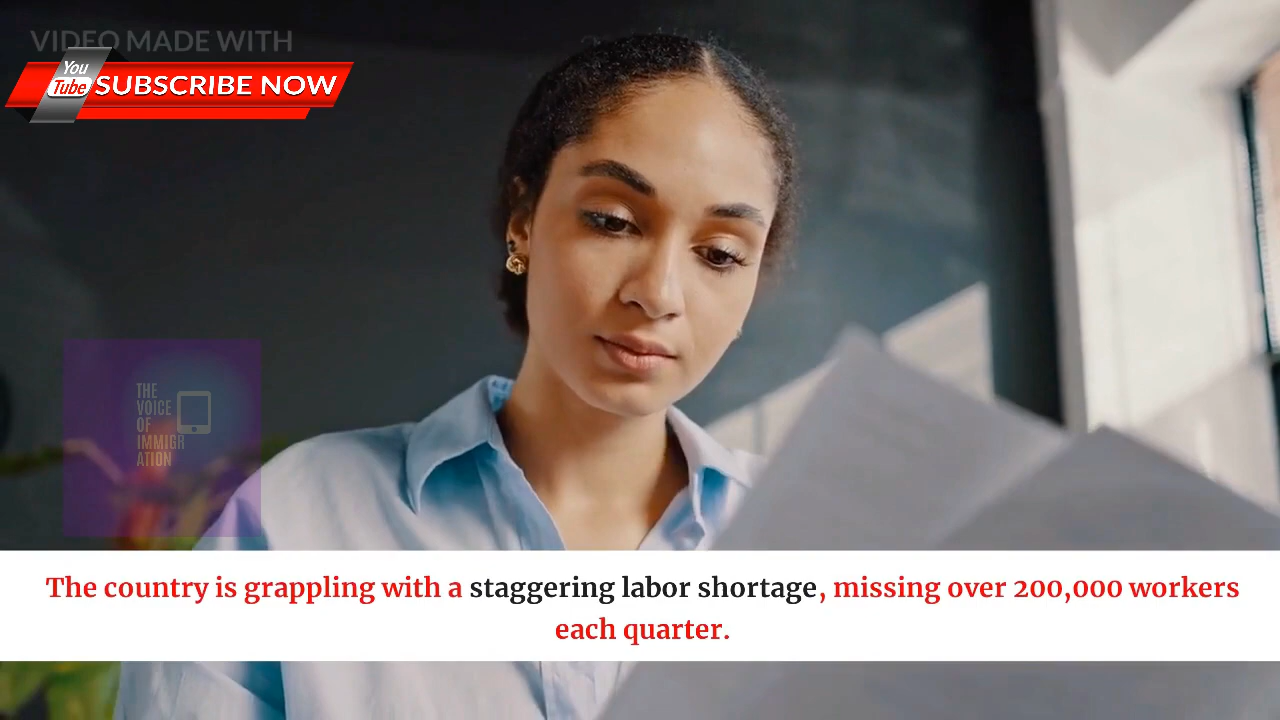 VIDEO MADE WITH
You
Tube
SUBSCRIBE NOW
THE
VOICE
OF
IMMIGR
ATION
The country is grappling with a staggering labor shortage, missing over 200,000 workers
each quarter.